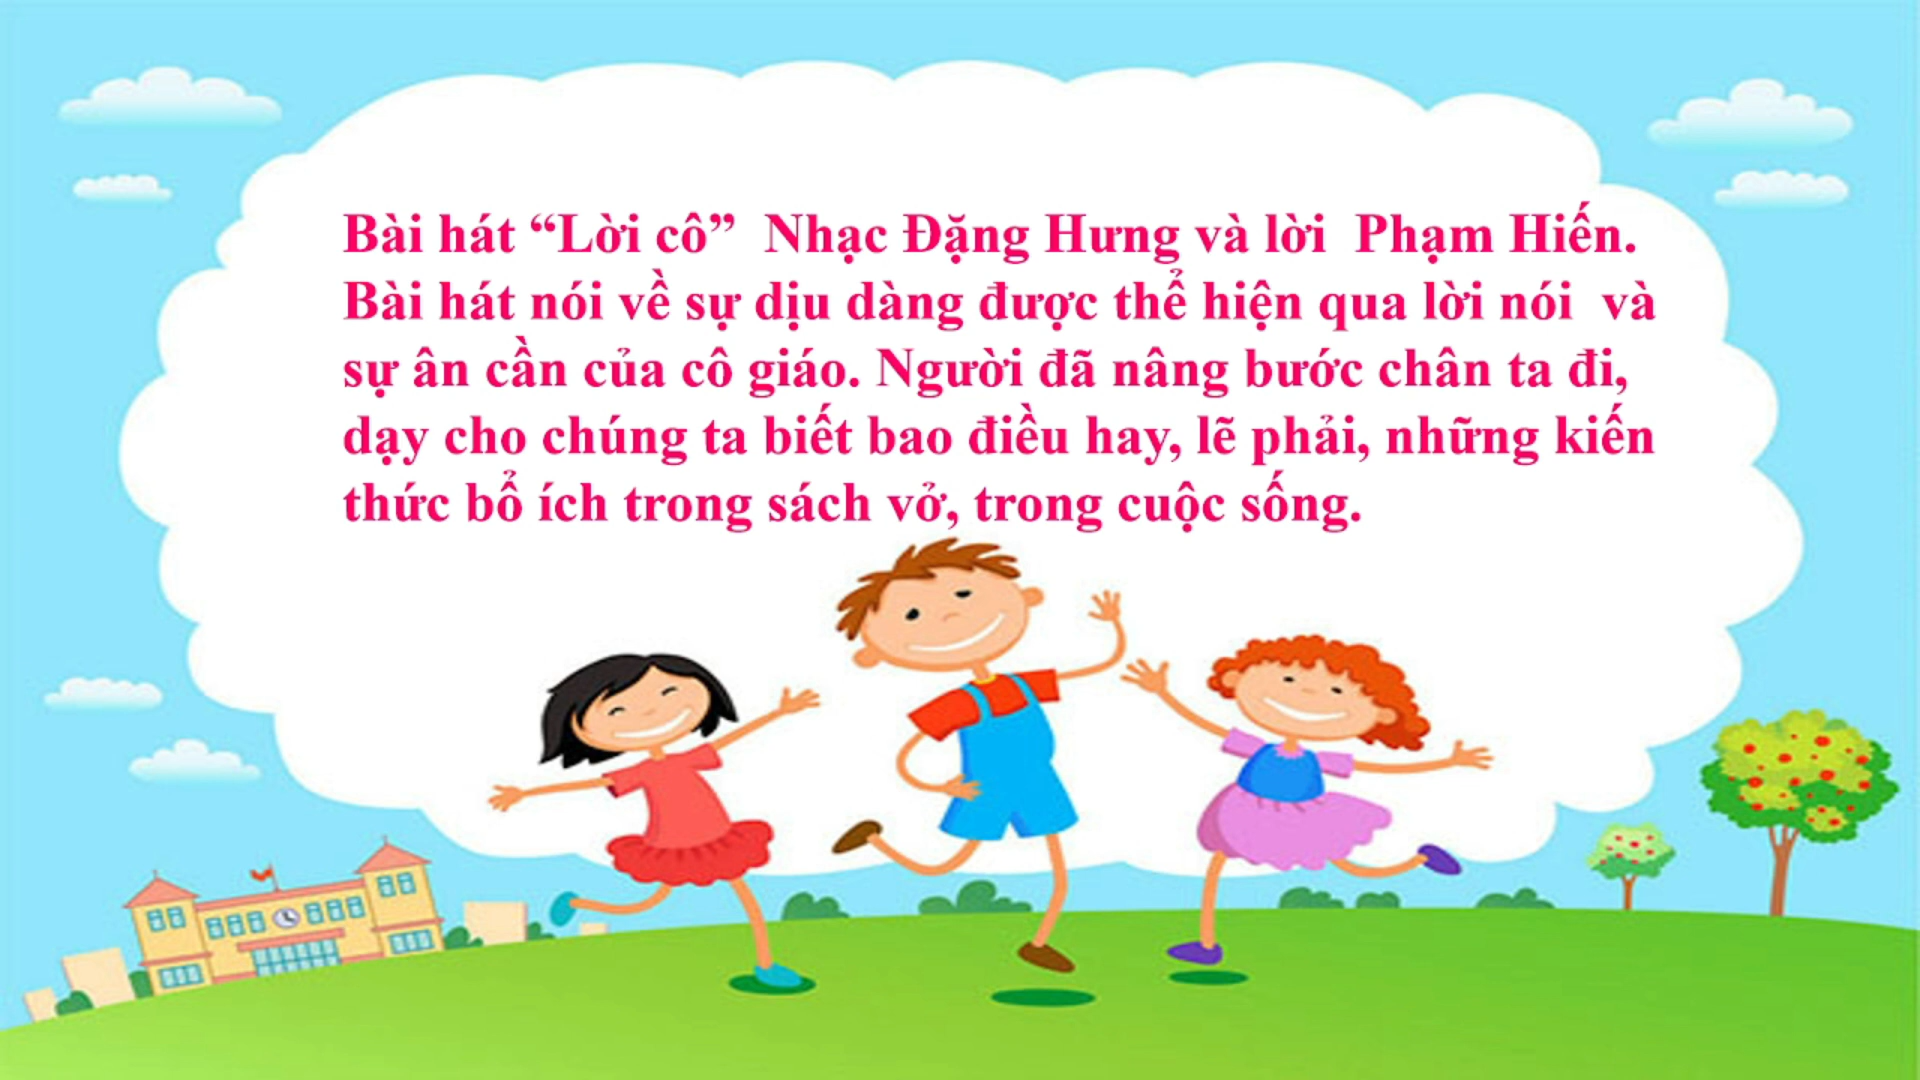 Bài hát “Lời cô”  Nhạc Đặng Hưng và lời  Phạm Hiến.
Bài hát nói về sự dịu dàng được thể hiện qua lời nói  và
sự ân cần của cô giáo. Người đã nâng bước chân ta đi,
dạy cho chúng ta biết bao điều hay, lẽ phải, những kiến
thức bổ ích trong sách vở, trong cuộc sống.